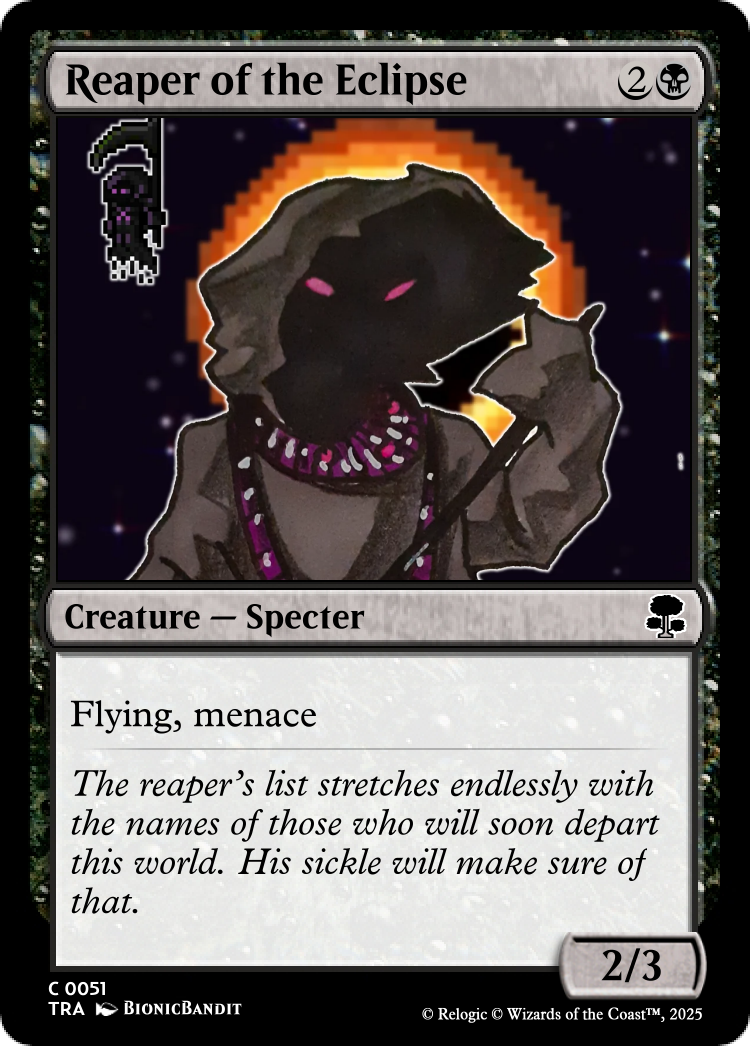 Reaper of the Eclipse 2
Creature — Specter
Flying, menace
The reaper's list stretches endlessly with
the names of those who will soon depart
this world. His sickle will make sure of
that.
2/3
C 0051
TRA BionicBandit
© Relogic © Wizards of the Coast™, 2025